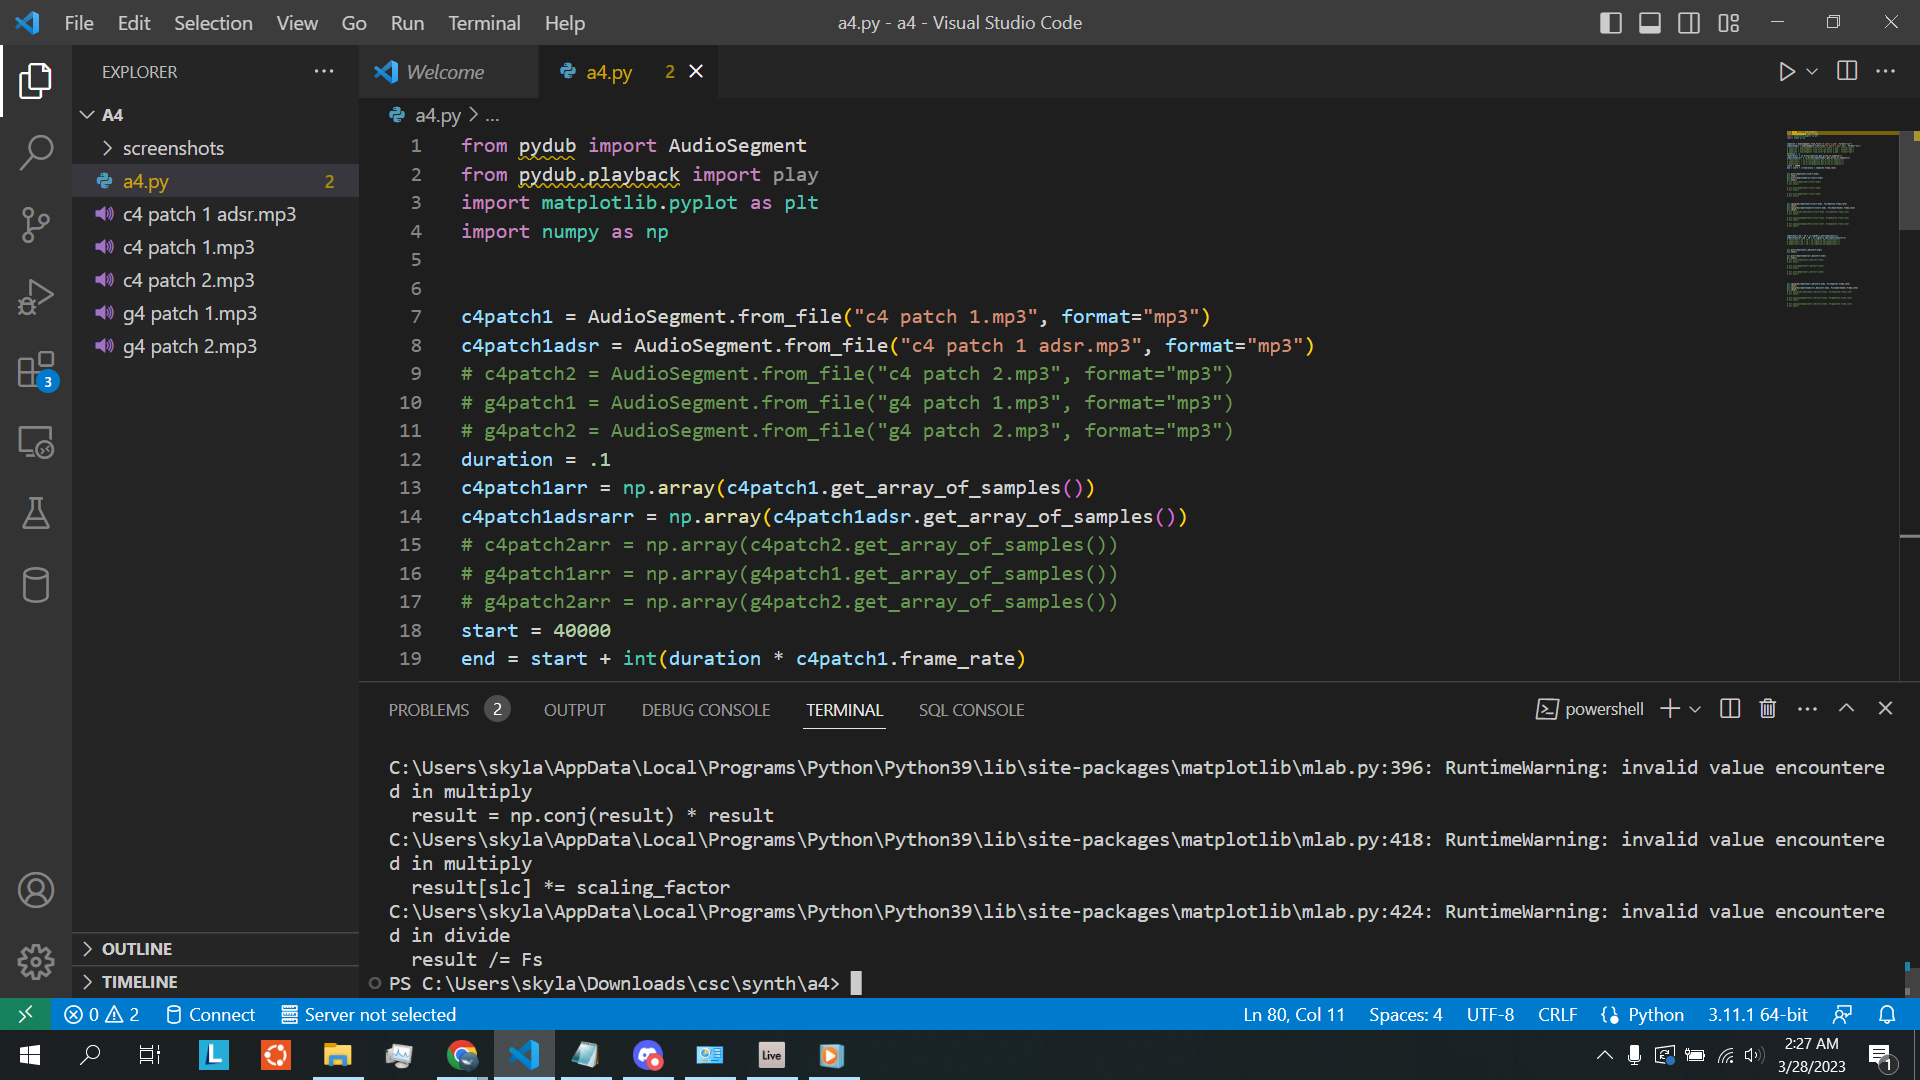 File Edit Selection View Go Run Terminal Help
a4.py - a4 - Visual Studio Code
EXPLORER
A4
screenshots
a4.py 2
c4 patch 1 adsr.mp3
c4 patch 1.mp3
c4 patch 2.mp3
g4 patch 1.mp3
g4 patch 2.mp3
3
OUTLINE
TIMELINE
Welcome
a4.py 2
a4.py > ...
1 from pydub import AudioSegment
2 from pydub.playback import play
3 import matplotlib.pyplot as plt
4 import numpy as np
5
6
7 c4patch1 = AudioSegment.from_file("c4 patch 1.mp3", format="mp3")
8 c4patch1adsr = AudioSegment.from_file("c4 patch 1 adsr.mp3", format="mp3")
9 # c4patch2 = AudioSegment.from_file("c4 patch 2.mp3", format="mp3")
10 # g4patch1 = AudioSegment.from_file("g4 patch 1.mp3", format="mp3")
11 # g4patch2 = AudioSegment.from_file("g4 patch 2.mp3", format="mp3")
12 duration = .1
13 c4patch1arr = np.array(c4patch1.get_array_of_samples())
14 c4patch1adsrarr = np.array(c4patch1adsr.get_array_of_samples())
15 # c4patch2arr = np.array(c4patch2.get_array_of_samples())
16 # g4patch1arr = np.array(g4patch1.get_array_of_samples())
17 # g4patch2arr = np.array(g4patch2.get_array_of_samples())
18 start = 40000
19 end = start + int(duration * c4patch1.frame_rate)
PROBLEMS 2 OUTPUT DEBUG CONSOLE TERMINAL SQL CONSOLE
powershell
C:\Users\skyla\AppData\Local\Programs\Python\Python39\lib\site-packages\matplotlib\mlab.py:396: RuntimeWarning: invalid value encountere
d in multiply
result = np.conj(result) * result
C:\Users\skyla\AppData\Local\Programs\Python\Python39\lib\site-packages\matplotlib\mlab.py:418: RuntimeWarning: invalid value encountere
d in multiply
result[slc] *= scaling_factor
C:\Users\skyla\AppData\Local\Programs\Python\Python39\lib\site-packages\matplotlib\mlab.py:424: RuntimeWarning: invalid value encountere
d in divide
result /= Fs
PS C:\Users\skyla\Downloads\csc\synth\a4>
0 2 Connect Server not selected
Ln 80, Col 11 Spaces: 4 UTF-8 CRLF Python 3.11.1 64-bit
L
Live
2:27 AM
3/28/2023
1